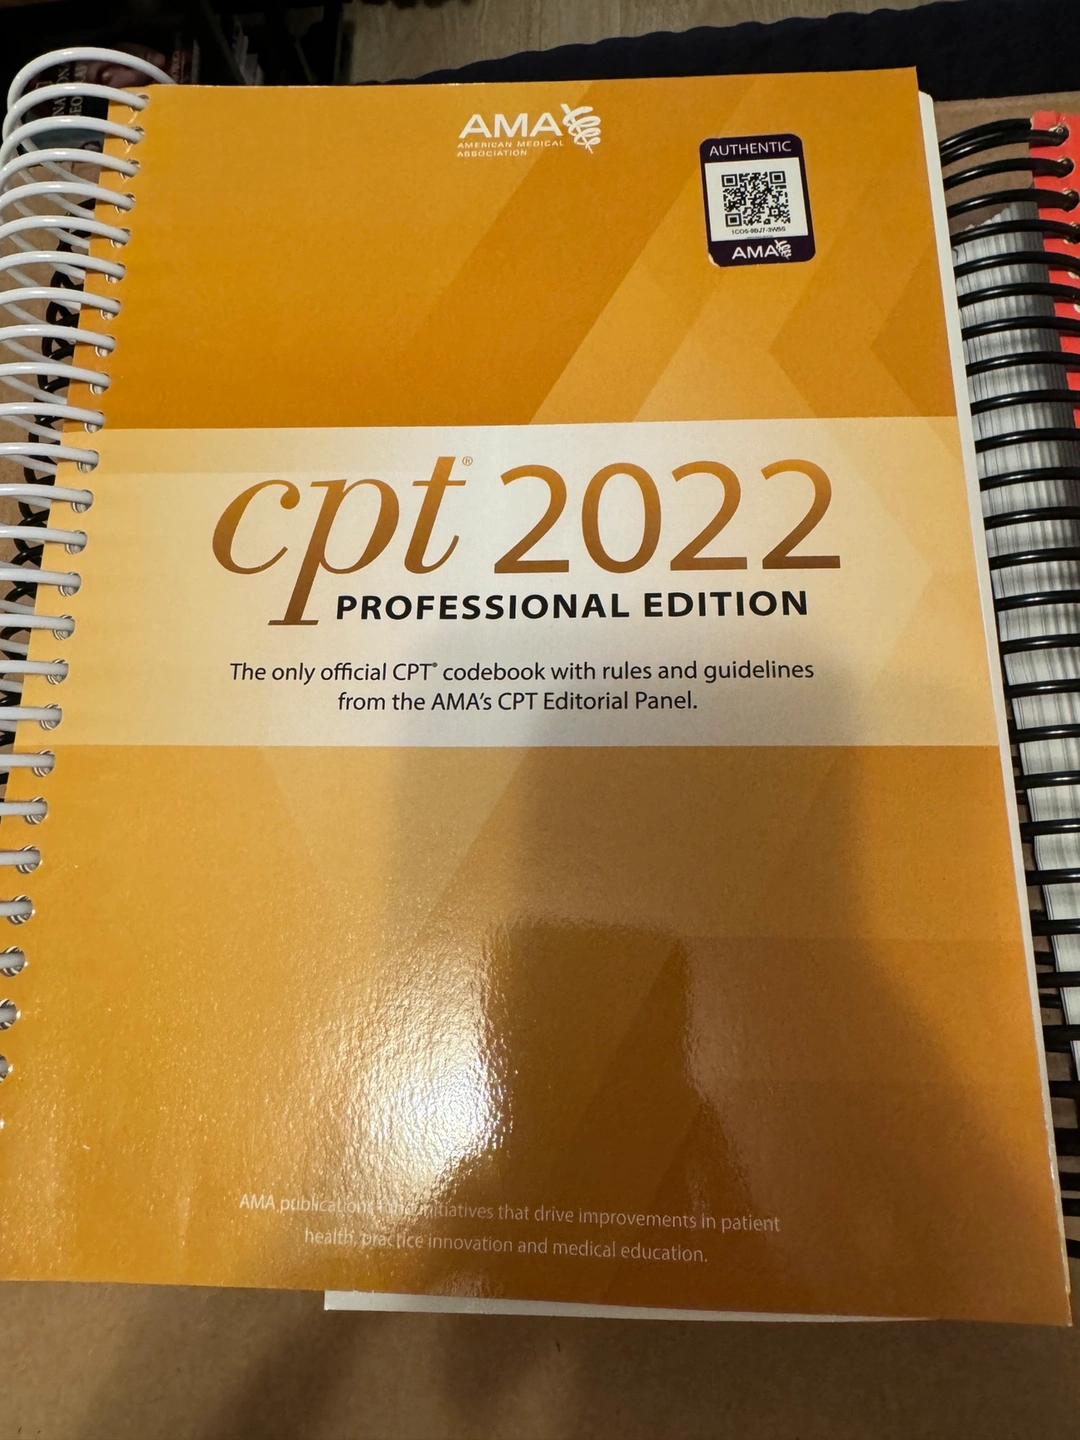 AMA
AMERICAN MEDICAL
ASSOCIATION
AUTHENTIC
AMA
cpt® 2022
PROFESSIONAL EDITION
The only official CPT® codebook with rules and guidelines
from the AMA's CPT Editorial Panel.
AMA publications fund initiatives that drive improvements in patient
health, practice innovation and medical education.